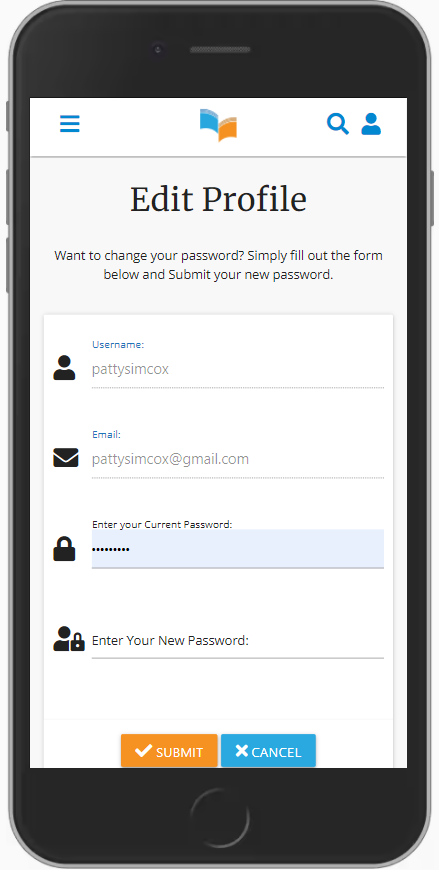 Edit Profile
Want to change your password? Simply fill out the form
below and Submit your new password.
Username:
pattysimcox
Email:
pattysimcox@gmail.com
Enter your Current Password:
•••••••••
Enter Your New Password:
SUBMIT CANCEL